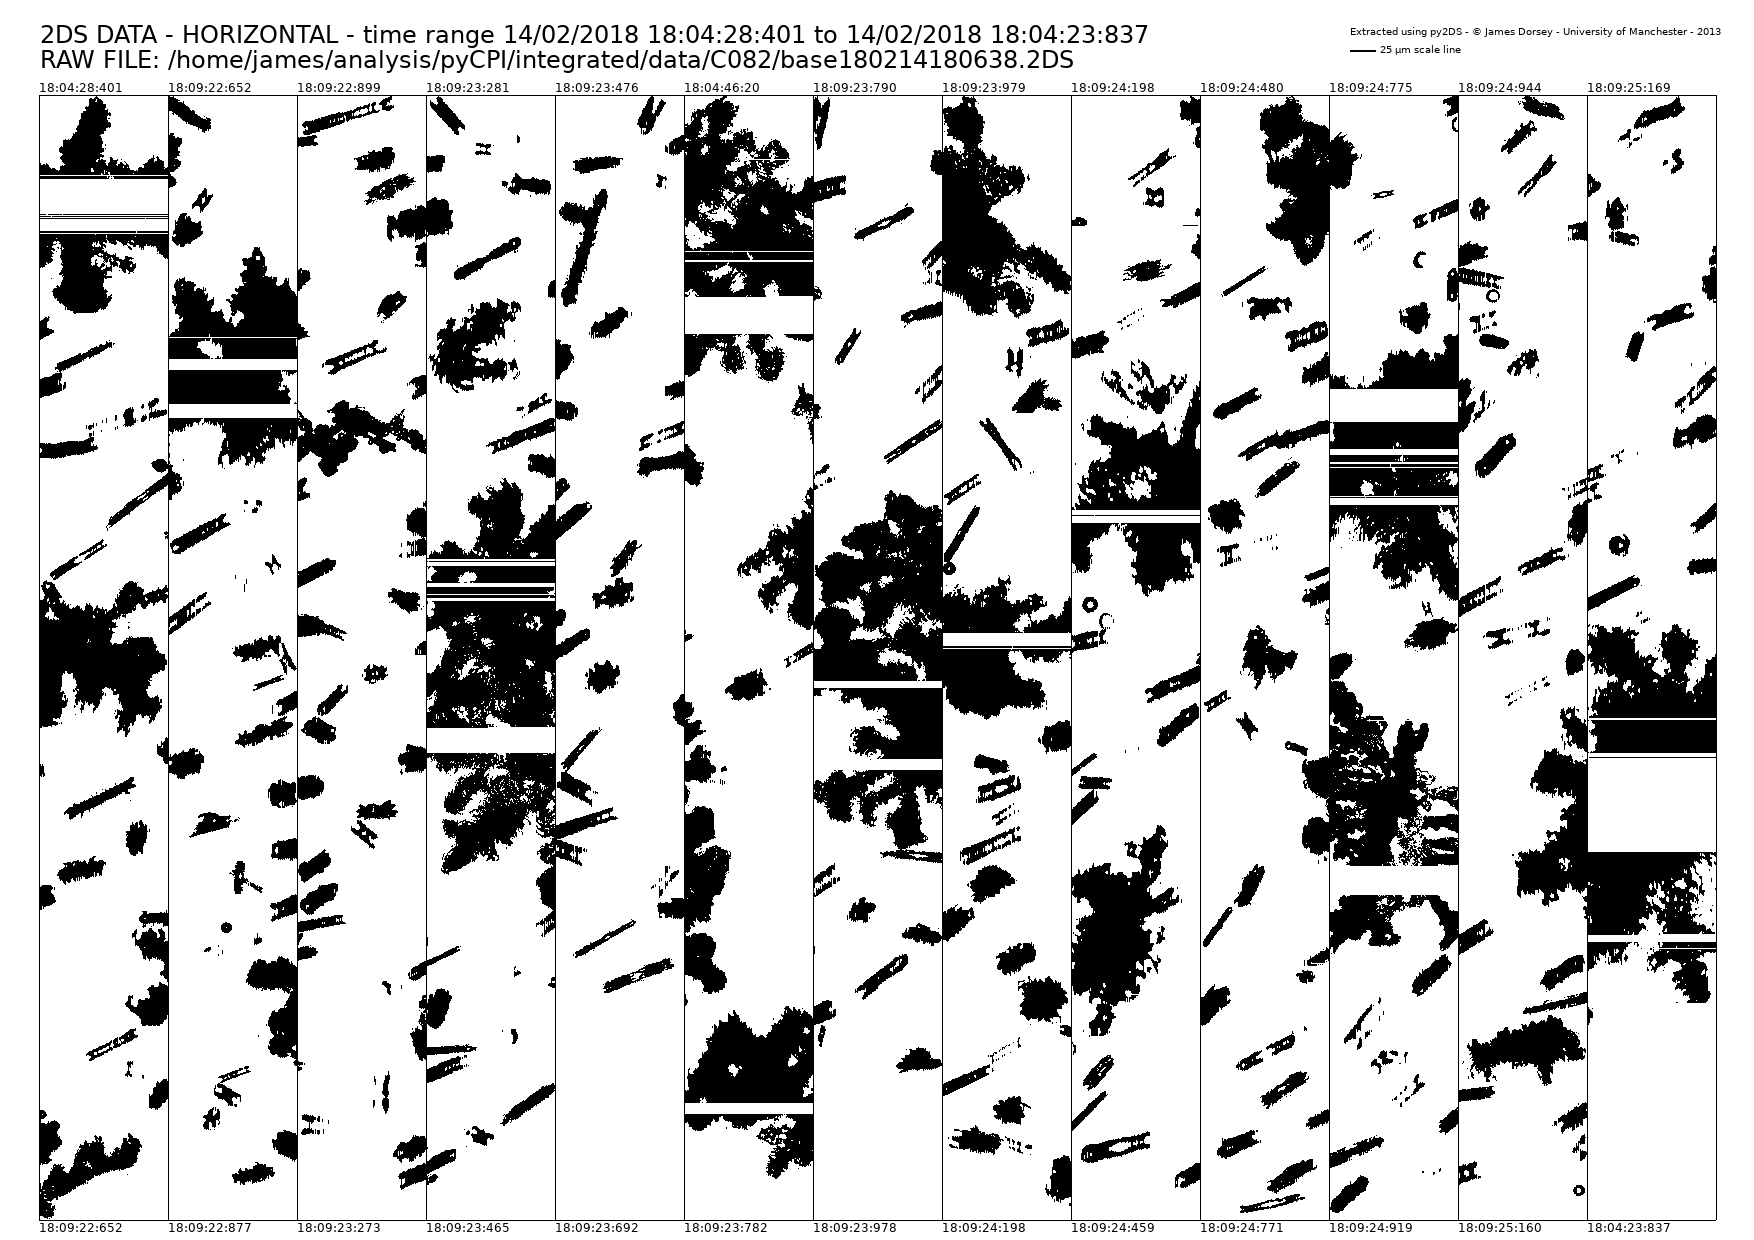 2DS DATA - HORIZONTAL - time range 14/02/2018 18:04:28:401 to 14/02/2018 18:04:23:837
RAW FILE: /home/james/analysis/pyCPI/integrated/data/C082/base180214180638.2DS
Extracted using py2DS - © James Dorsey - University of Manchester - 2013
25 µm scale line
18:04:28:401 18:09:22:652 18:09:22:899 18:09:23:281 18:09:23:476 18:04:46:20 18:09:23:790 18:09:23:979 18:09:24:198 18:09:24:480 18:09:24:775 18:09:24:944 18:09:25:169
18:09:22:652 18:09:22:877 18:09:23:273 18:09:23:465 18:09:23:692 18:09:23:782 18:09:23:978 18:09:24:198 18:09:24:459 18:09:24:771 18:09:24:919 18:09:25:160 18:04:23:837